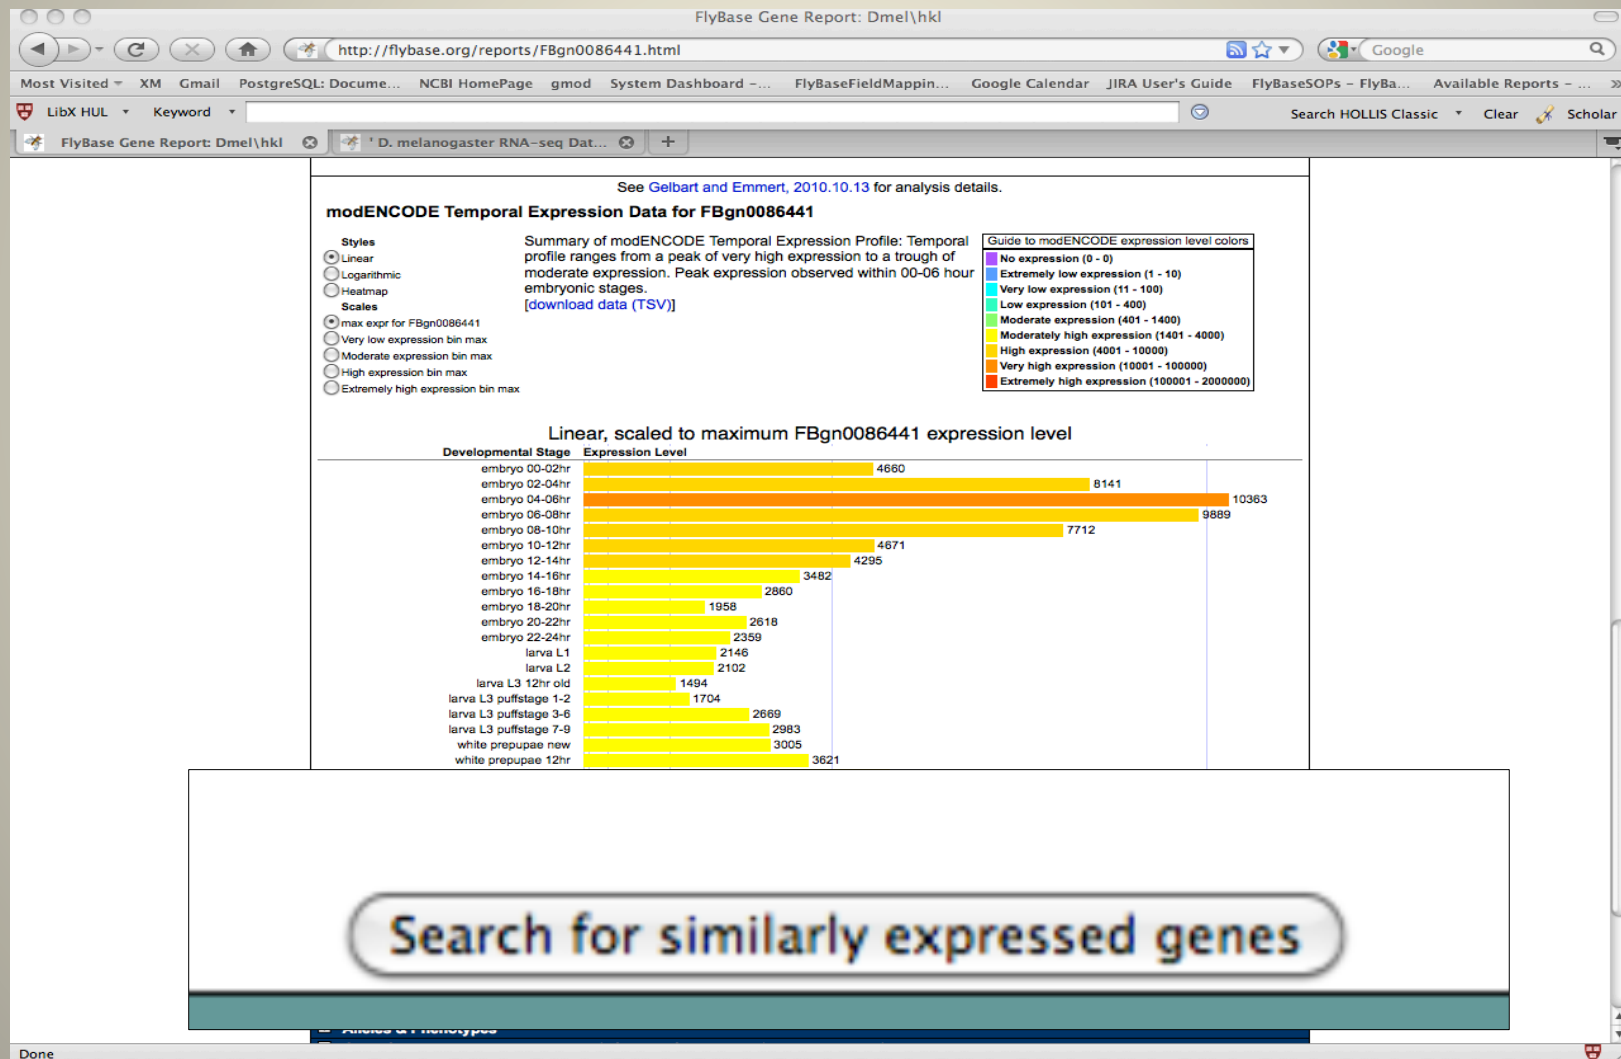 FlyBase Gene Report: Dmel\hkl
http://flybase.org/reports/FBgn0086441.html
Google
Most Visited XM Gmail PostgreSQL: Docume... NCBI HomePage gmod System Dashboard -... FlyBaseFieldMappin... Google Calendar JIRA User's Guide FlyBaseSOPs - FlyBa... Available Reports - ... »
LibX HUL Keyword Search HOLLIS Classic Clear Scholar
FlyBase Gene Report: Dmel\hkl ' D. melanogaster RNA-seq Dat... +
See Gelbart and Emmert, 2010.10.13 for analysis details.
modENCODE Temporal Expression Data for FBgn0086441
Styles
Linear
Logarithmic
Heatmap
Scales
max expr for FBgn0086441
Very low expression bin max
Moderate expression bin max
High expression bin max
Extremely high expression bin max
Summary of modENCODE Temporal Expression Profile: Temporal
profile ranges from a peak of very high expression to a trough of
moderate expression. Peak expression observed within 00-06 hour
embryonic stages.
[download data (TSV)]
Guide to modENCODE expression level colors
No expression (0 - 0)
Extremely low expression (1 - 10)
Very low expression (11 - 100)
Low expression (101 - 400)
Moderate expression (401 - 1400)
Moderately high expression (1401 - 4000)
High expression (4001 - 10000)
Very high expression (10001 - 100000)
Extremely high expression (100001 - 2000000)
Linear, scaled to maximum FBgn0086441 expression level
Developmental Stage Expression Level
embryo 00-02hr 4660
embryo 02-04hr 8141
embryo 04-06hr 10363
embryo 06-08hr 9889
embryo 08-10hr 7712
embryo 10-12hr 4671
embryo 12-14hr 4295
embryo 14-16hr 3482
embryo 16-18hr 2860
embryo 18-20hr 1958
embryo 20-22hr 2618
embryo 22-24hr 2359
larva L1 2146
larva L2 2102
larva L3 12hr old 1494
larva L3 puffstage 1-2 1704
larva L3 puffstage 3-6 2669
larva L3 puffstage 7-9 2983
white prepupae new 3005
white prepupae 12hr 3621
Search for similarly expressed genes
Alleles & Phenotypes
Done